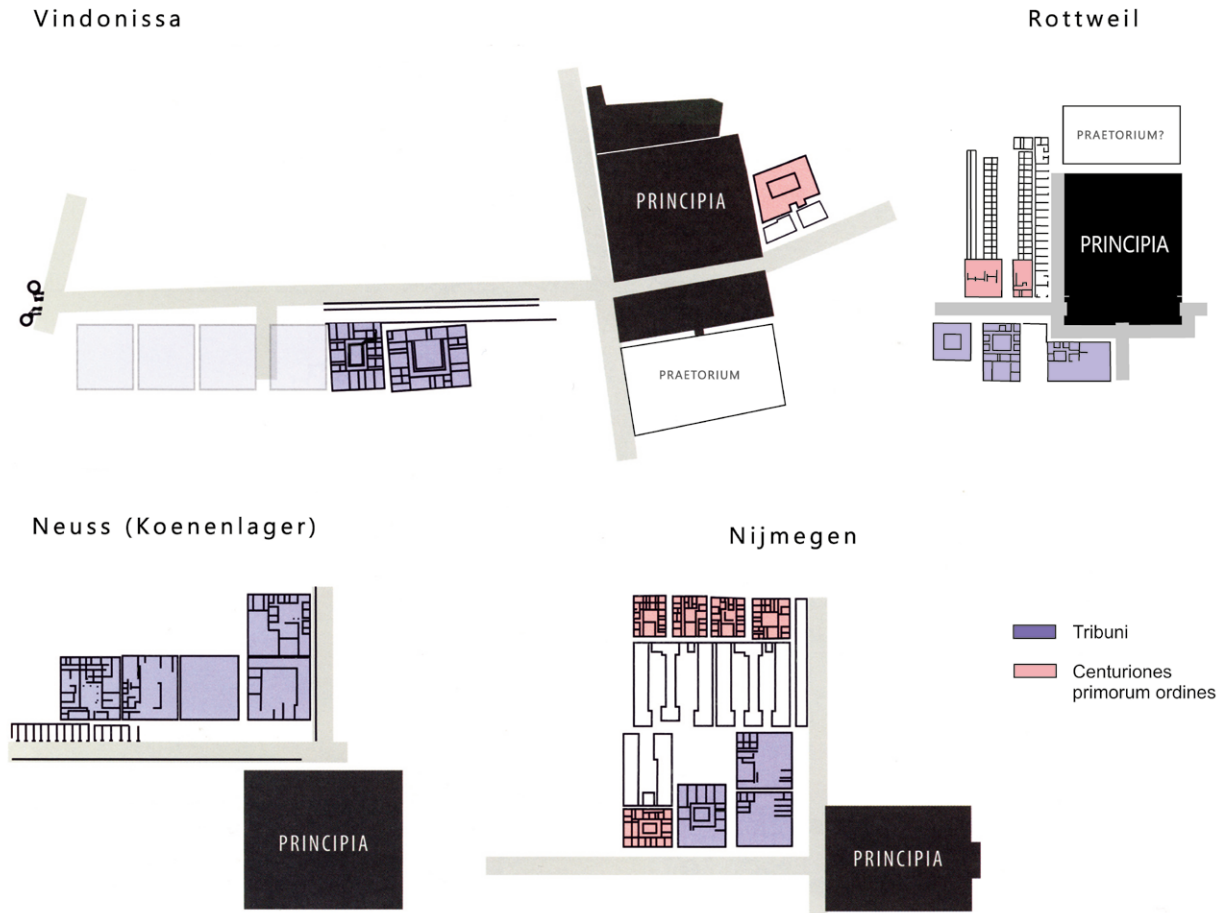 Vindonissa
Rottweil
PRINCIPIA
PRAETORIUM
PRAETORIUM?
PRINCIPIA
Neuss (Koenenlager)
PRINCIPIA
Nijmegen
PRINCIPIA
Tribuni
Centuriones
primorum ordines